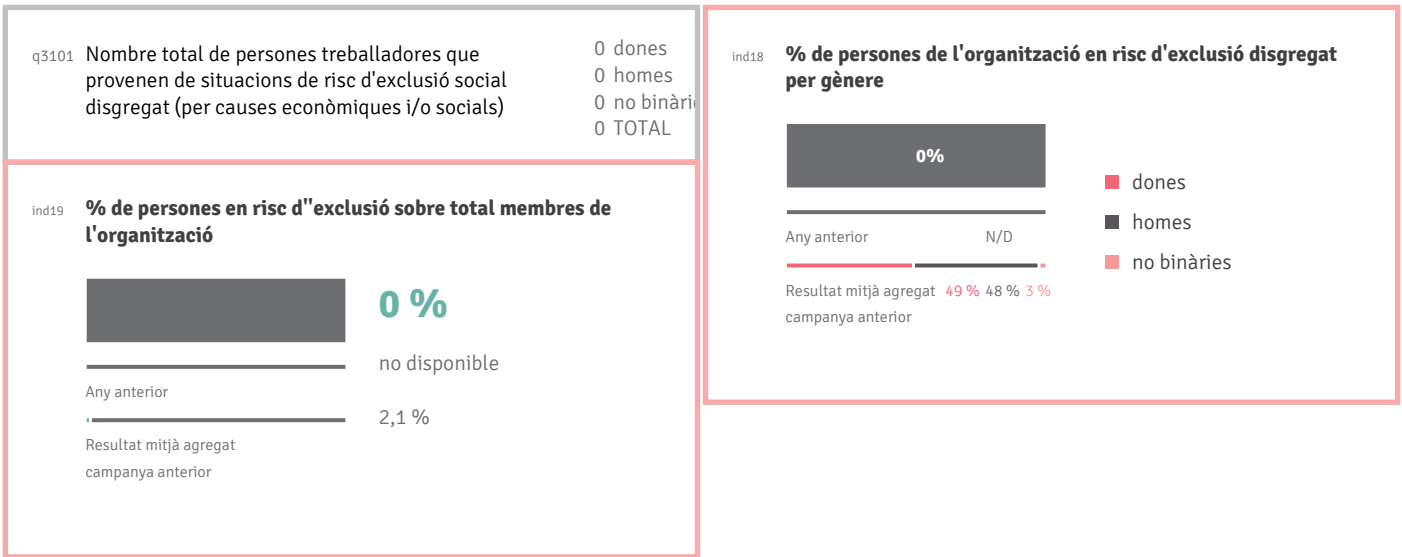 q3101 Nombre total de persones treballadores que
provenen de situacions de risc d'exclusió social
disgregat (per causes econòmiques i/o socials)
0 dones
0 homes
0 no binàri
0 TOTAL
ind19 % de persones en risc d''exclusió sobre total membres de
l'organització
0 %
no disponible
Any anterior
2,1 %
Resultat mitjà agregat
campanya anterior
ind18 % de persones de l'organització en risc d'exclusió disgregat
per gènere
0%
dones
homes
no binàries
Any anterior N/D
Resultat mitjà agregat 49 % 48 % 3 %
campanya anterior